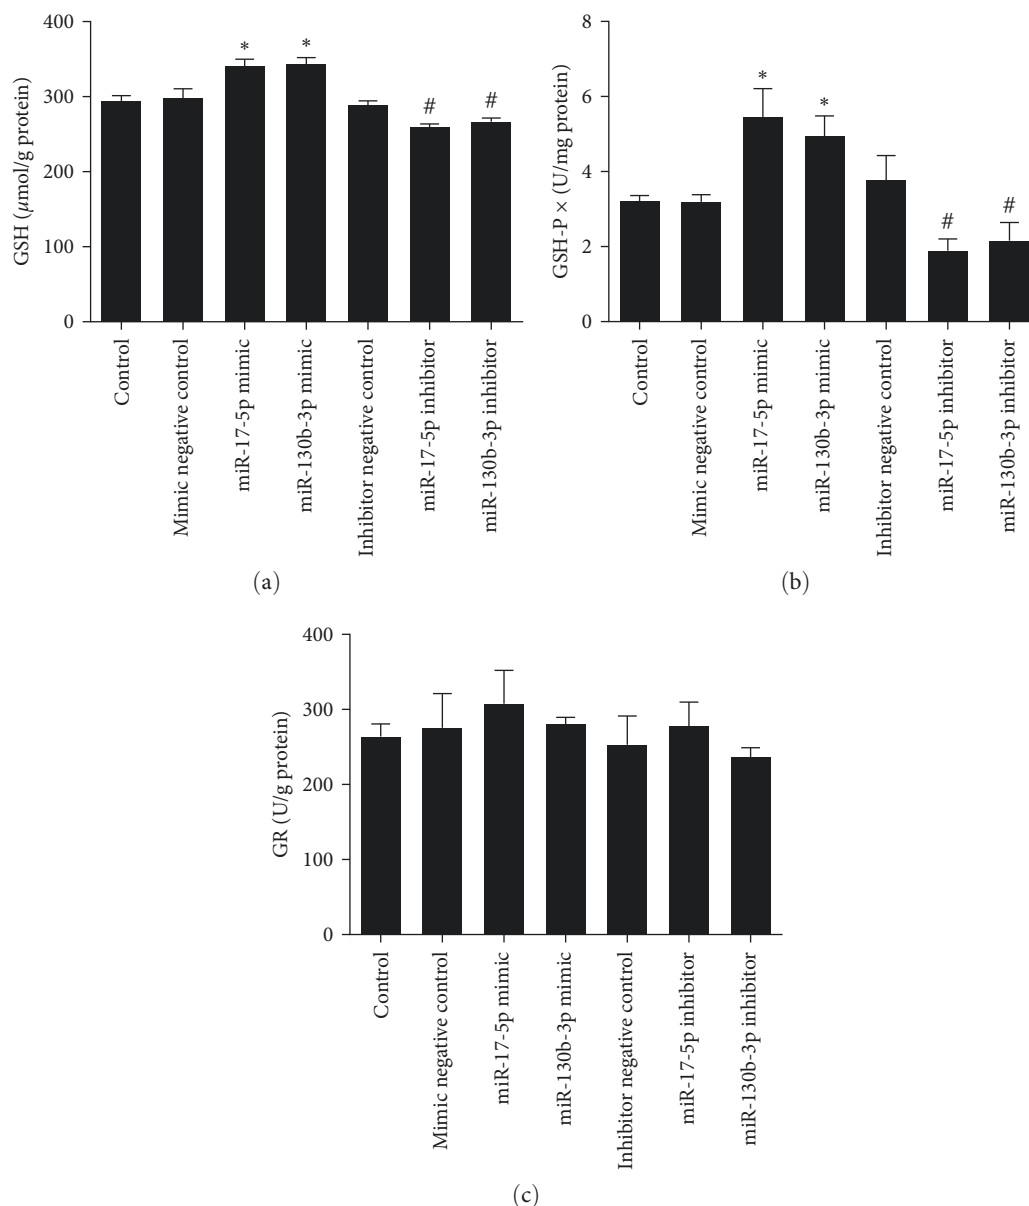 GSH (μmol/g protein)
400
300
200
100
0
* *
# #
Control
Mimic negative control
miR-17-5p mimic
miR-130b-3p mimic
Inhibitor negative control
miR-17-5p inhibitor
miR-130b-3p inhibitor
(a)
GSH-P × (U/mg protein)
8
6
4
2
0
*
*
#
#
Control
Mimic negative control
miR-17-5p mimic
miR-130b-3p mimic
Inhibitor negative control
miR-17-5p inhibitor
miR-130b-3p inhibitor
(b)
GR (U/g protein)
400
300
200
100
0
Control
Mimic negative control
miR-17-5p mimic
miR-130b-3p mimic
Inhibitor negative control
miR-17-5p inhibitor
miR-130b-3p inhibitor
(c)